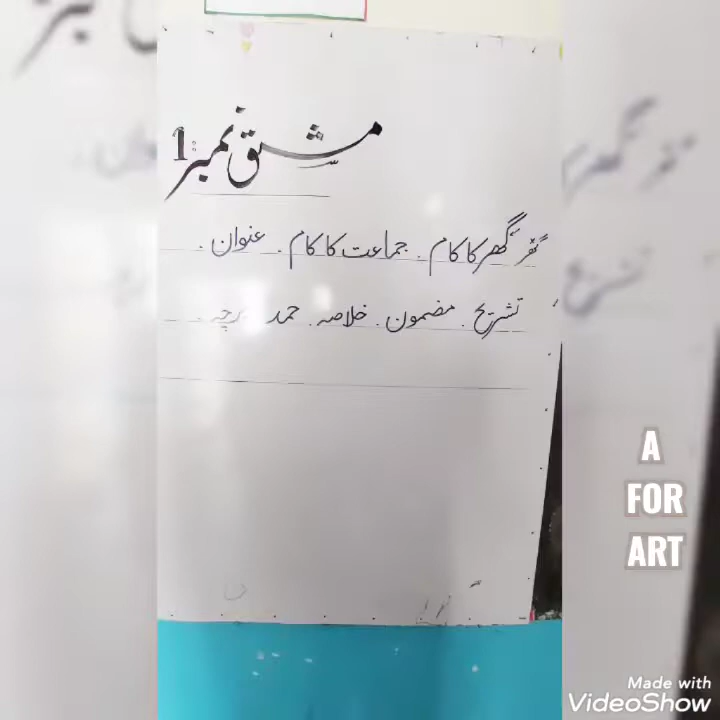 مشق نمبر 1:
گھر کا کام. جماعت کا کام. عنوان.
تشریح. مضمون. خلاصہ. حمد.
A
FOR
ART
Made with
VideoShow